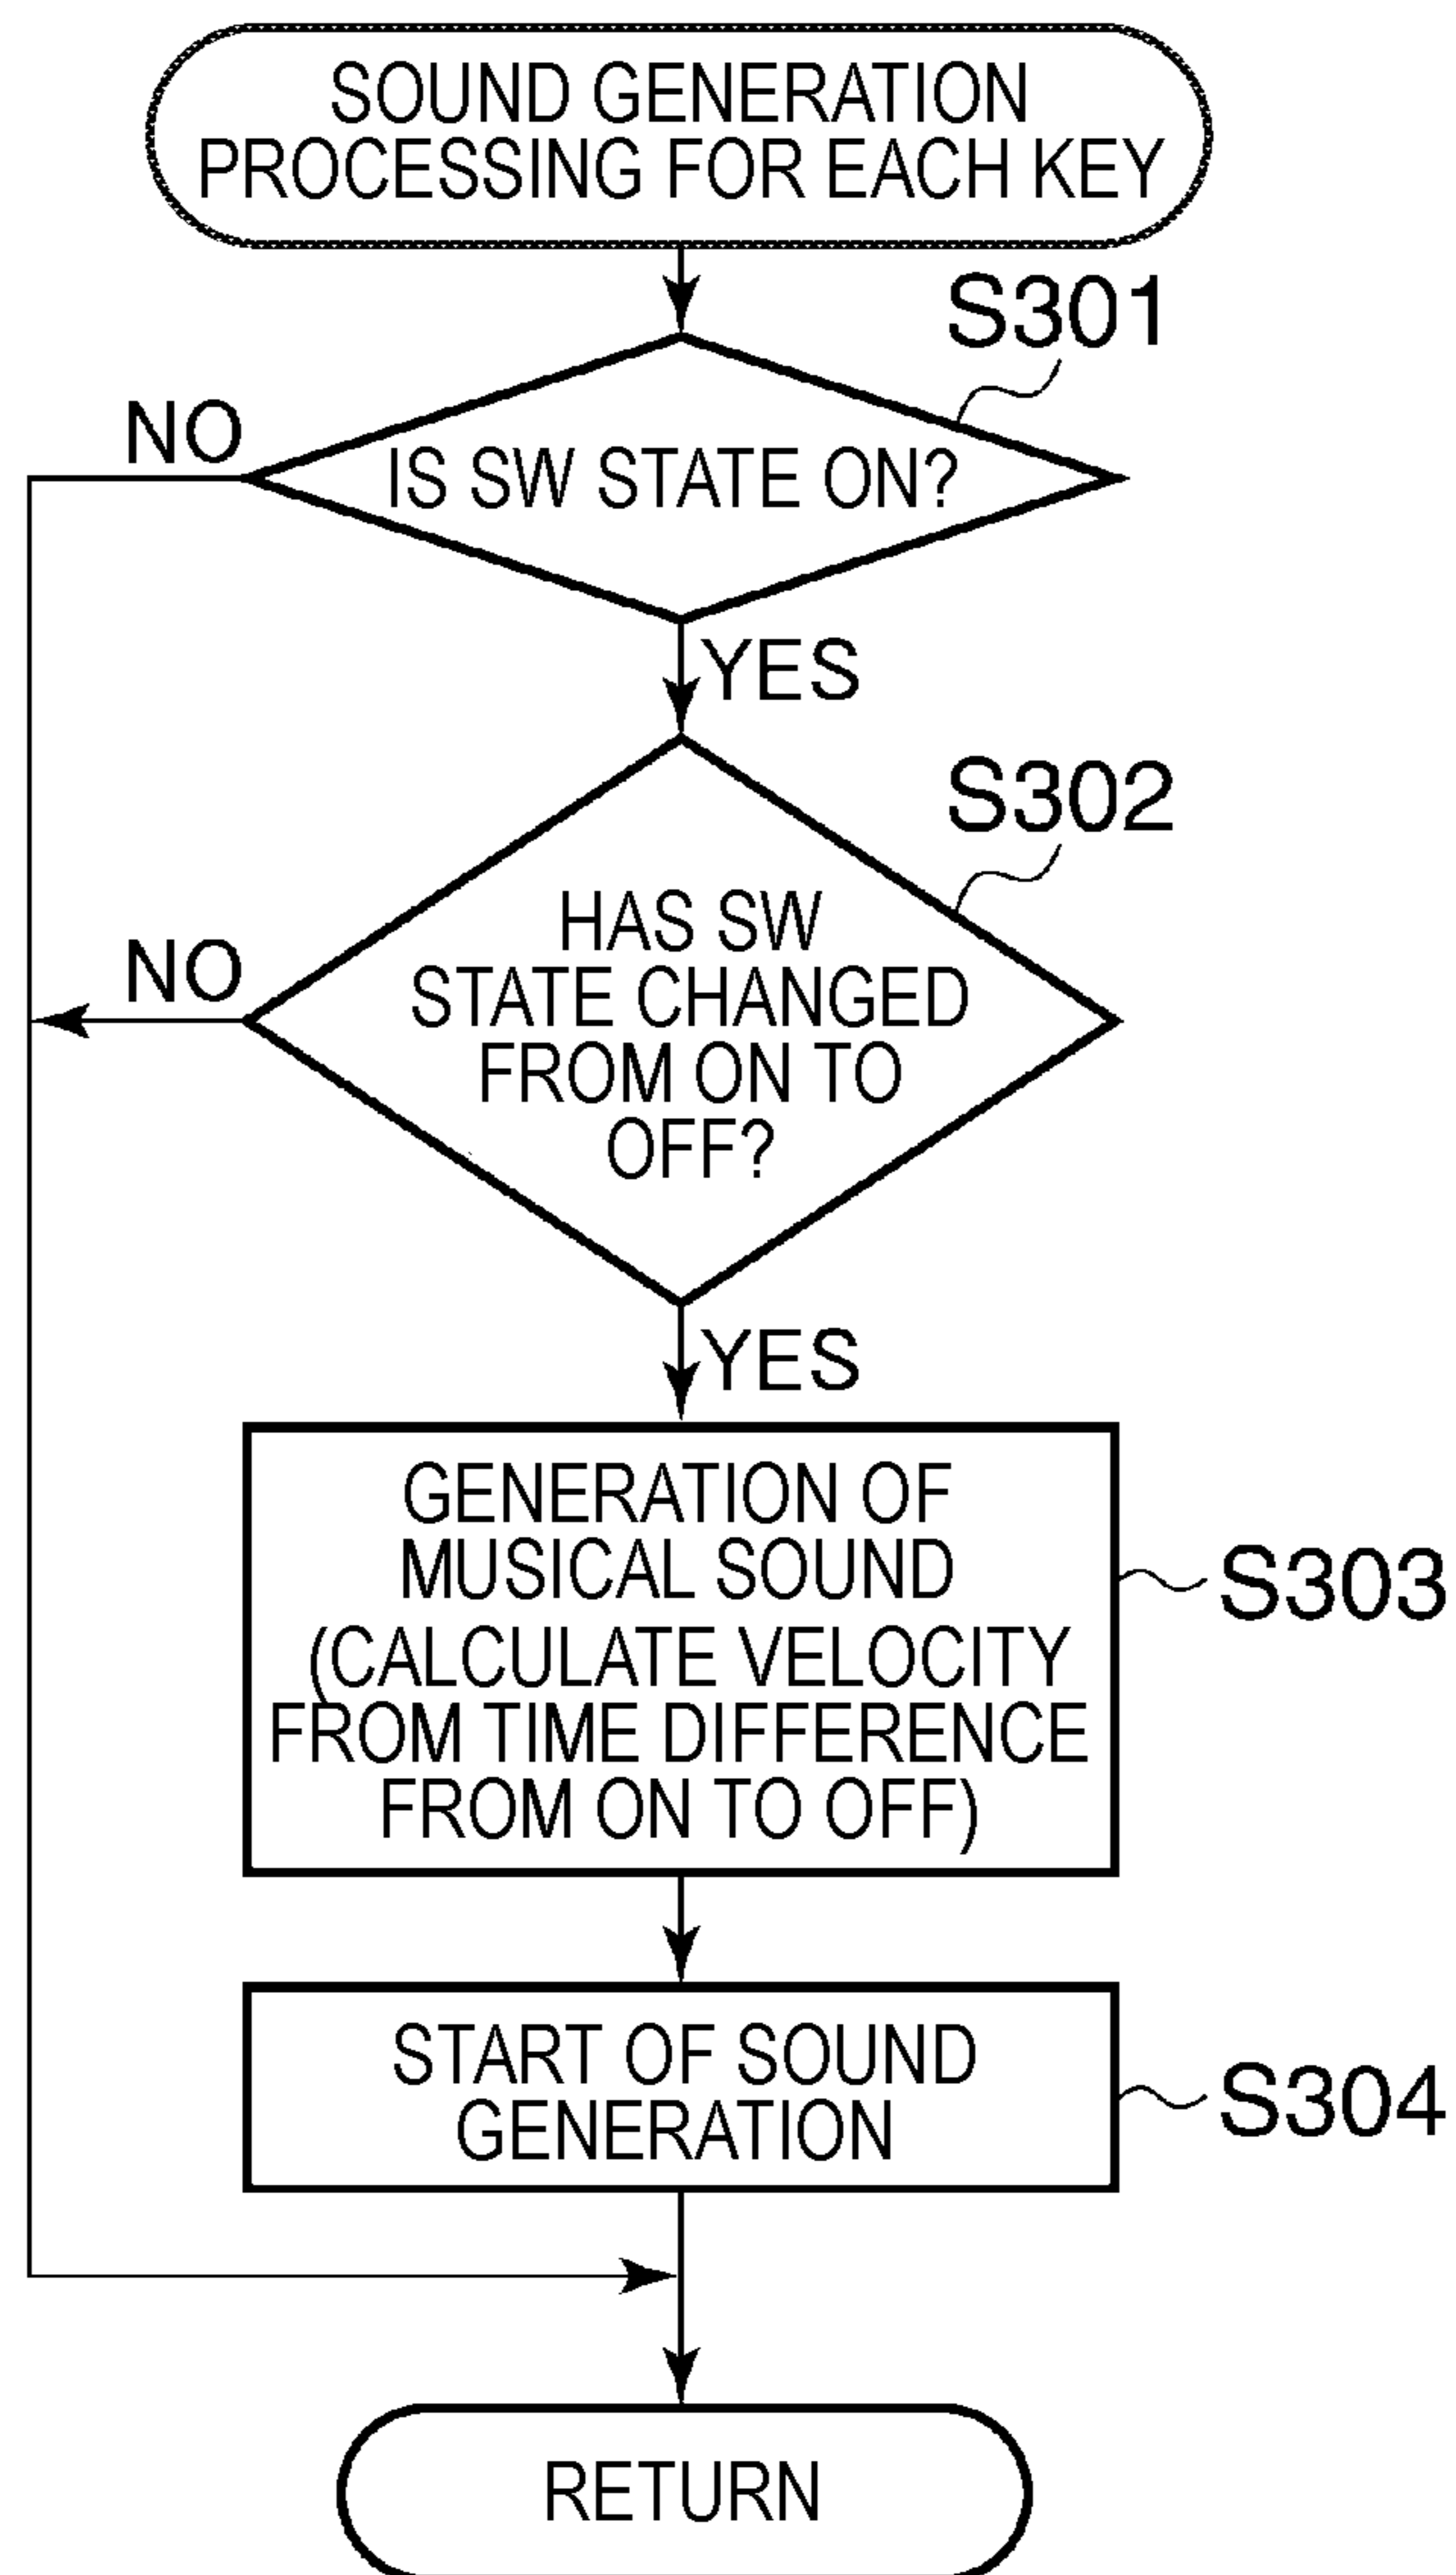 SOUND GENERATION
PROCESSING FOR EACH KEY
S301
NO
IS SW STATE ON?
YES
S302
NO
HAS SW
STATE CHANGED
FROM ON TO
OFF?
YES
GENERATION OF
MUSICAL SOUND
(CALCULATE VELOCITY
FROM TIME DIFFERENCE
FROM ON TO OFF)
S303
START OF SOUND
GENERATION
S304
RETURN